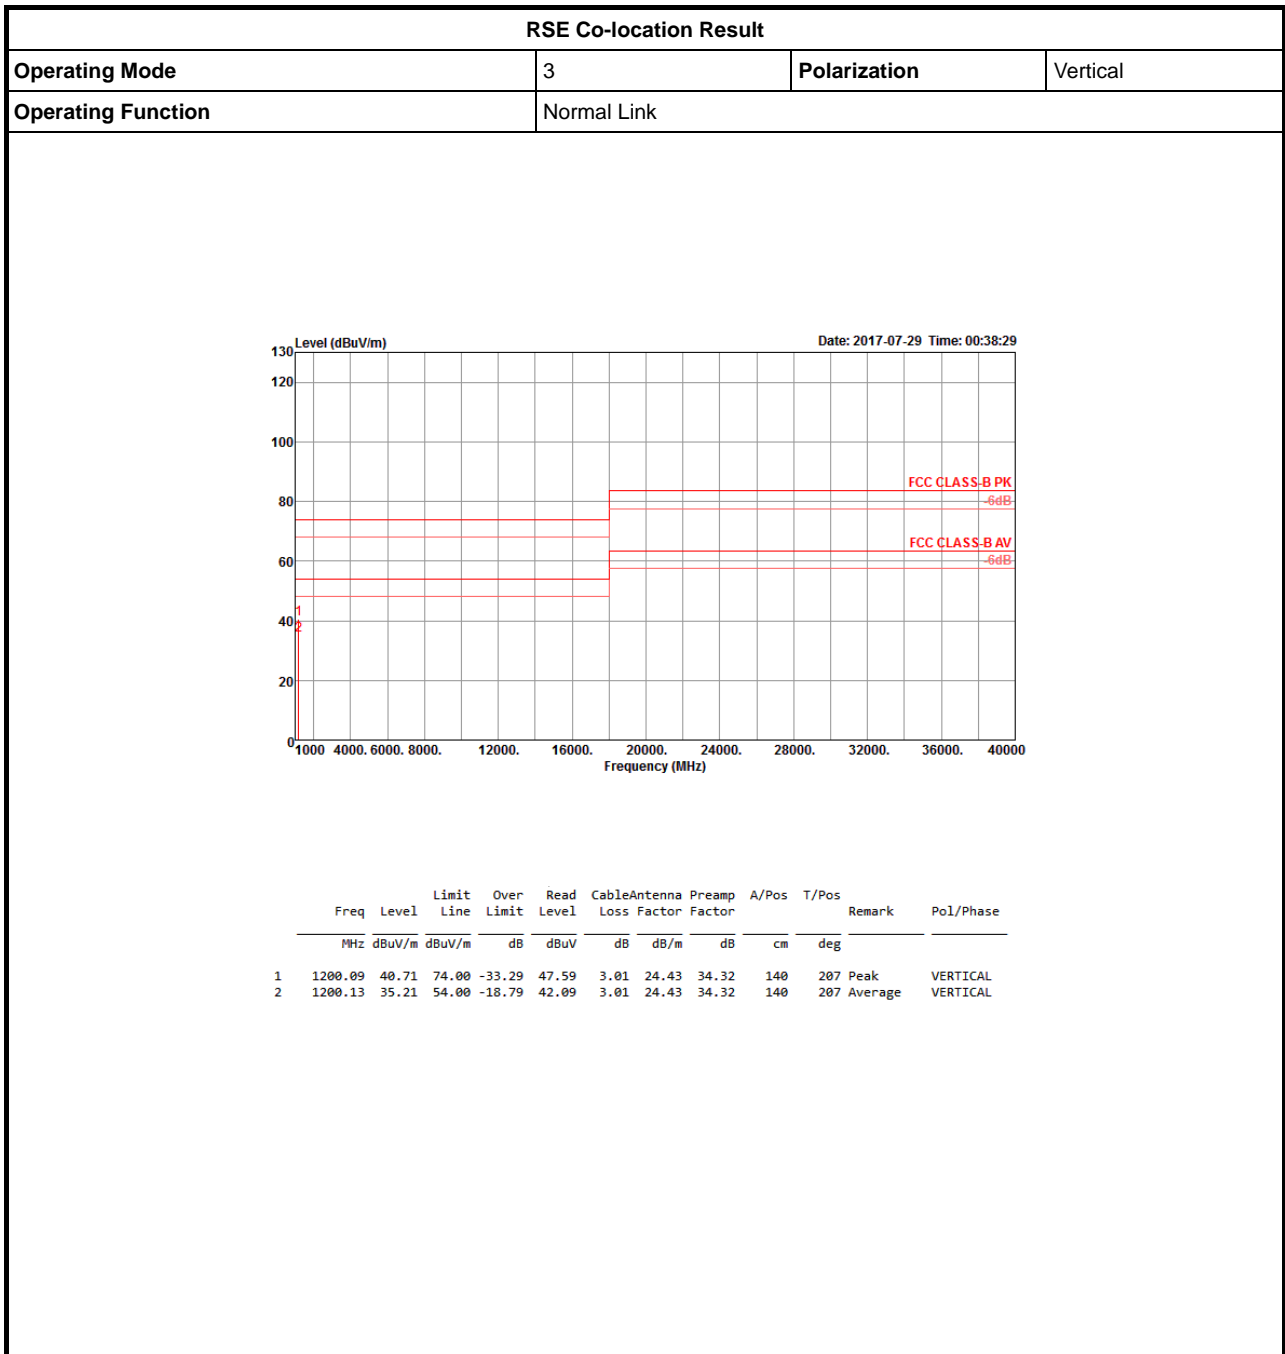 RSE Co-location Result
Operating Mode 3 Polarization Vertical
Operating Function Normal Link
Level (dBuV/m) Date: 2017-07-29 Time: 00:38:29
130
120
100
FCC CLASS-B PK
80 -6dB
FCC CLASS-B AV
60 -6dB
1
40 2
20
0 1000 4000. 6000. 8000. 12000. 16000. 20000. 24000. 28000. 32000. 36000. 40000
Frequency (MHz)
Limit Over Read CableAntenna Preamp A/Pos T/Pos
Freq Level Line Limit Level Loss Factor Factor Remark Pol/Phase
MHz dBuV/m dBuV/m dB dBuV dB dB/m dB cm deg
1 1200.09 40.71 74.00 -33.29 47.59 3.01 24.43 34.32 140 207 Peak VERTICAL
2 1200.13 35.21 54.00 -18.79 42.09 3.01 24.43 34.32 140 207 Average VERTICAL